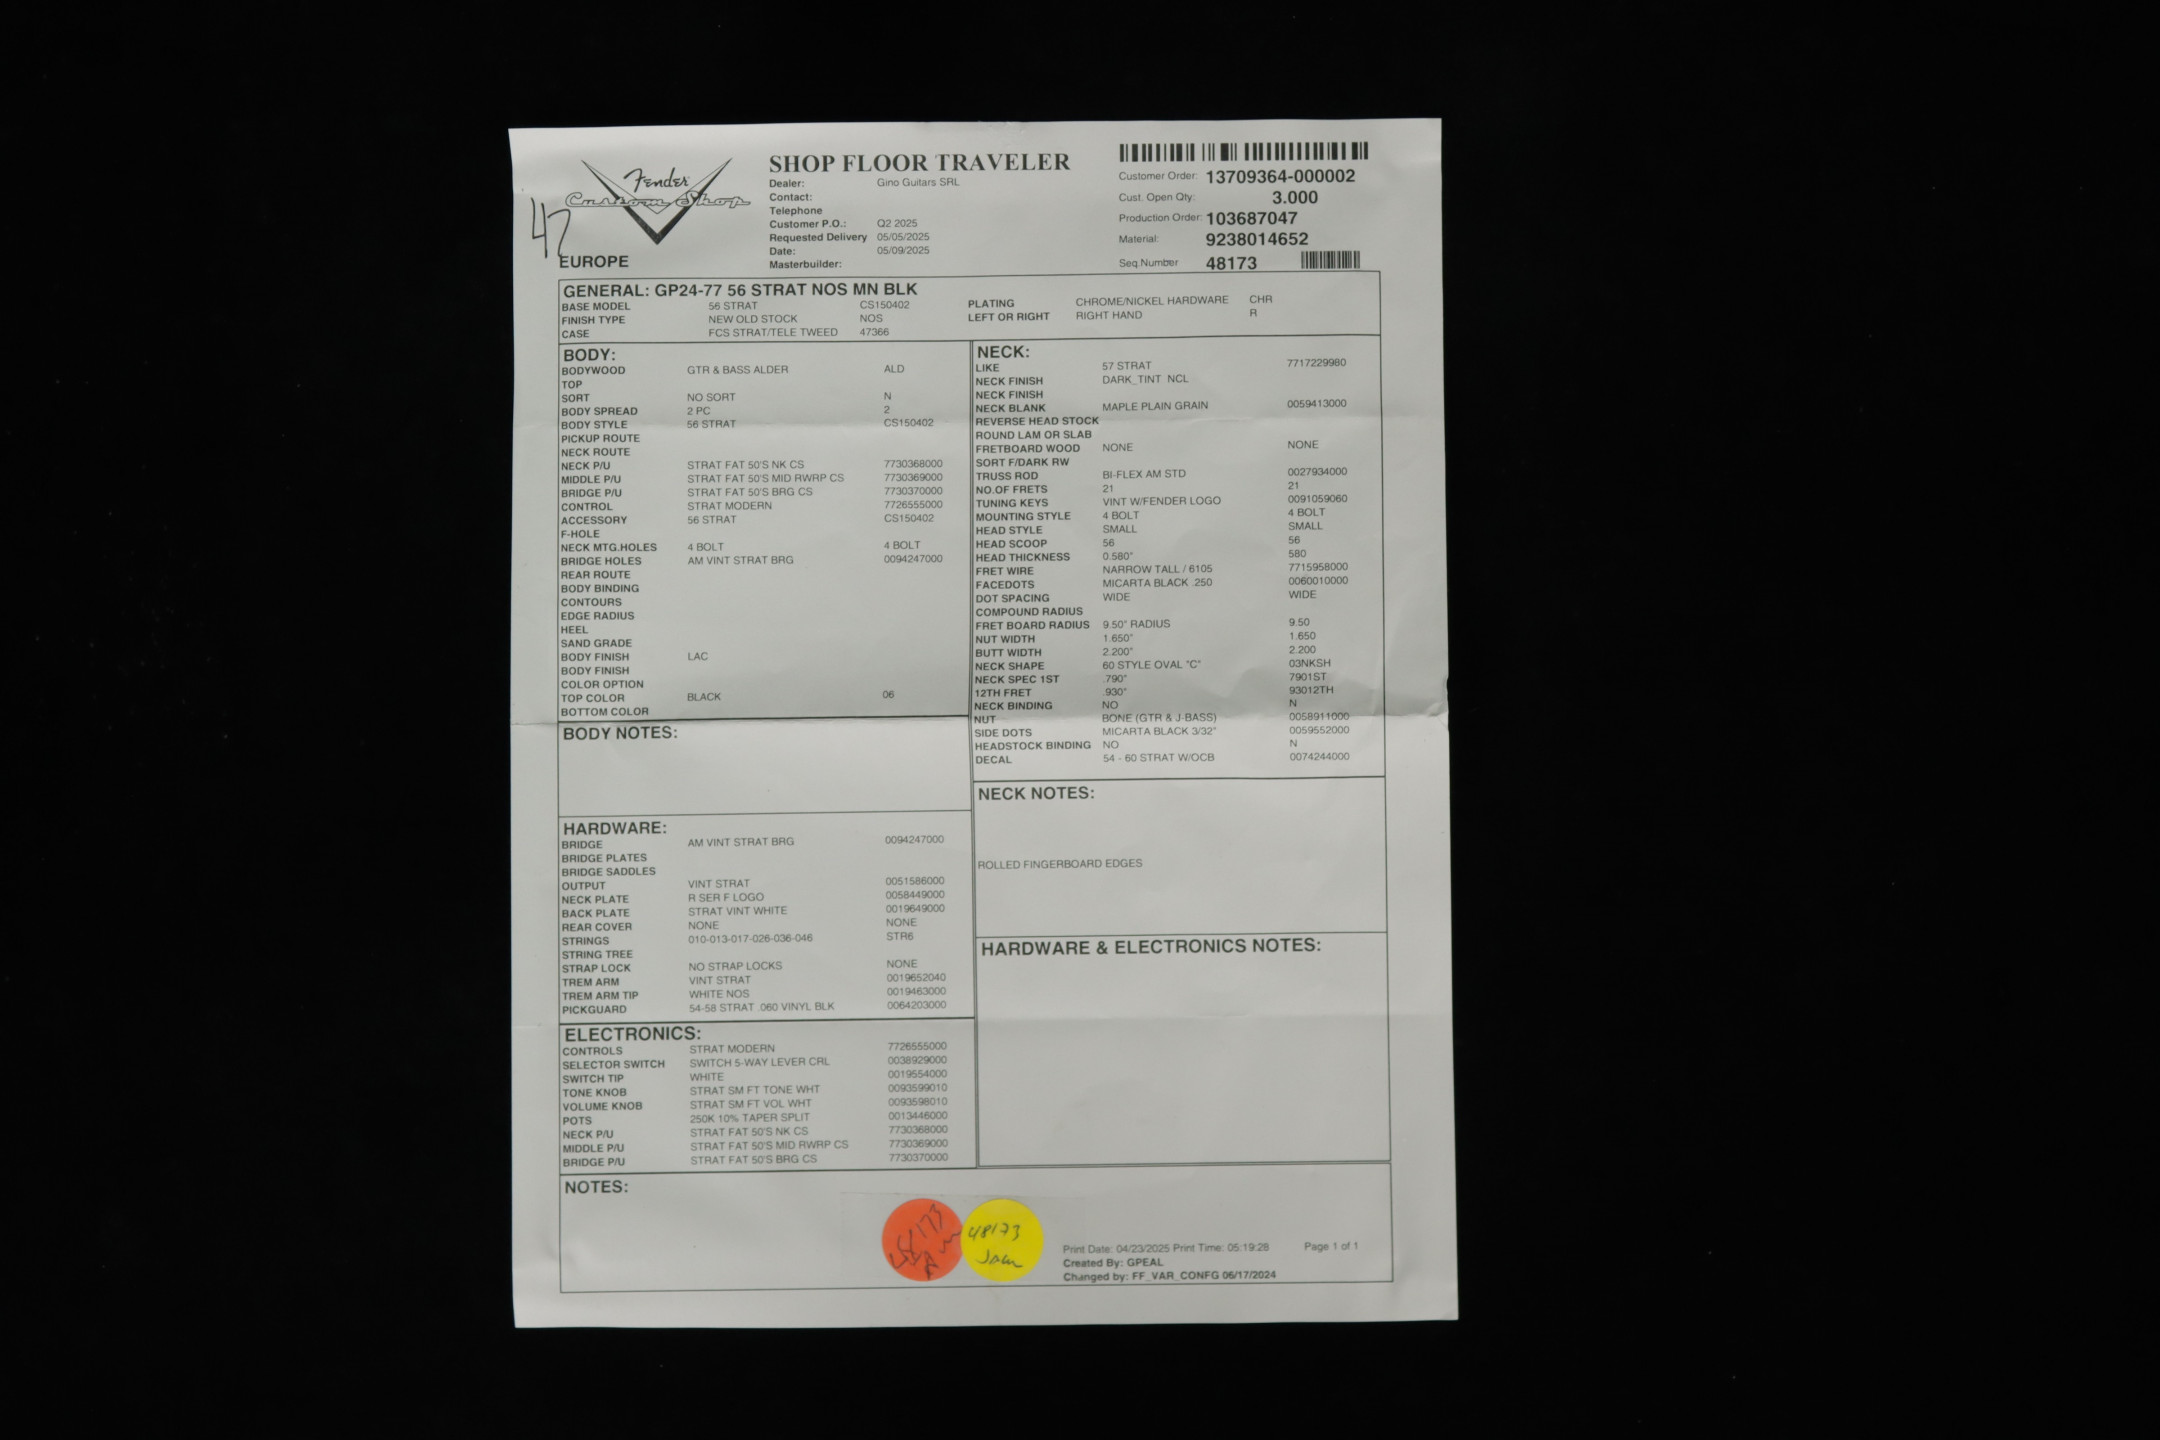 47
Fender
Custom Shop
EUROPE
SHOP FLOOR TRAVELER
Dealer: Gino Guitars SRL
Contact:
Telephone
Customer P.O.: Q2 2025
Requested Delivery 05/05/2025
Date: 05/09/2025
Masterbuilder:
Customer Order: 13709364-000002
Cust. Open Qty: 3.000
Production Order: 103687047
Material: 9238014652
Seq.Number 48173
GENERAL: GP24-77 56 STRAT NOS MN BLK
BASE MODEL 56 STRAT CS150402 PLATING CHROME/NICKEL HARDWARE CHR
FINISH TYPE NEW OLD STOCK NOS LEFT OR RIGHT RIGHT HAND R
CASE FCS STRAT/TELE TWEED 47366
BODY:
BODYWOOD GTR & BASS ALDER ALD
TOP
SORT NO SORT N
BODY SPREAD 2 PC 2
BODY STYLE 56 STRAT CS150402
PICKUP ROUTE
NECK ROUTE
NECK P/U STRAT FAT 50'S NK CS 7730368000
MIDDLE P/U STRAT FAT 50'S MID RWRP CS 7730369000
BRIDGE P/U STRAT FAT 50'S BRG CS 7730370000
CONTROL STRAT MODERN 7726555000
ACCESSORY 56 STRAT CS150402
F-HOLE
NECK MTG.HOLES 4 BOLT 4 BOLT
BRIDGE HOLES AM VINT STRAT BRG 0094247000
REAR ROUTE
BODY BINDING
CONTOURS
EDGE RADIUS
HEEL
SAND GRADE
BODY FINISH LAC
BODY FINISH
COLOR OPTION
TOP COLOR BLACK 06
BOTTOM COLOR
BODY NOTES:
HARDWARE:
BRIDGE AM VINT STRAT BRG 0094247000
BRIDGE PLATES
BRIDGE SADDLES
OUTPUT VINT STRAT 0051586000
NECK PLATE R SER F LOGO 0058449000
BACK PLATE STRAT VINT WHITE 0019649000
REAR COVER NONE NONE
STRINGS 010-013-017-026-036-046 STR6
STRING TREE
STRAP LOCK NO STRAP LOCKS NONE
TREM ARM VINT STRAT 0019652040
TREM ARM TIP WHITE NOS 0019463000
PICKGUARD 54-58 STRAT .060 VINYL BLK 0064203000
ELECTRONICS:
CONTROLS STRAT MODERN 7726555000
SELECTOR SWITCH SWITCH 5-WAY LEVER CRL 0038929000
SWITCH TIP WHITE 0019554000
TONE KNOB STRAT SM FT TONE WHT 0093599010
VOLUME KNOB STRAT SM FT VOL WHT 0093598010
POTS 250K 10% TAPER SPLIT 0013446000
NECK P/U STRAT FAT 50'S NK CS 7730368000
MIDDLE P/U STRAT FAT 50'S MID RWRP CS 7730369000
BRIDGE P/U STRAT FAT 50'S BRG CS 7730370000
NECK:
LIKE 57 STRAT 7717229980
NECK FINISH DARK_TINT NCL
NECK FINISH
NECK BLANK MAPLE PLAIN GRAIN 0059413000
REVERSE HEAD STOCK
ROUND LAM OR SLAB
FRETBOARD WOOD NONE NONE
SORT F/DARK RW
TRUSS ROD BI-FLEX AM STD 0027934000
NO.OF FRETS 21 21
TUNING KEYS VINT W/FENDER LOGO 0091059060
MOUNTING STYLE 4 BOLT 4 BOLT
HEAD STYLE SMALL SMALL
HEAD SCOOP 56 56
HEAD THICKNESS 0.580" 580
FRET WIRE NARROW TALL / 6105 7715958000
FACEDOTS MICARTA BLACK .250 0060010000
DOT SPACING WIDE WIDE
COMPOUND RADIUS
FRET BOARD RADIUS 9.50" RADIUS 9.50
NUT WIDTH 1.650" 1.650
BUTT WIDTH 2.200" 2.200
NECK SHAPE 60 STYLE OVAL "C" 03NKSH
NECK SPEC 1ST .790" 7901ST
12TH FRET .930" 93012TH
NECK BINDING NO N
NUT BONE (GTR & J-BASS) 0058911000
SIDE DOTS MICARTA BLACK 3/32" 0059552000
HEADSTOCK BINDING NO N
DECAL 54 - 60 STRAT W/OCB 0074244000
NECK NOTES:
ROLLED FINGERBOARD EDGES
HARDWARE & ELECTRONICS NOTES:
NOTES:
48173
48173
Print Date: 04/23/2025 Print Time: 05:19:28 Page 1 of 1
Created By: GPEAL
Changed by: FF_VAR_CONFG 06/17/2024